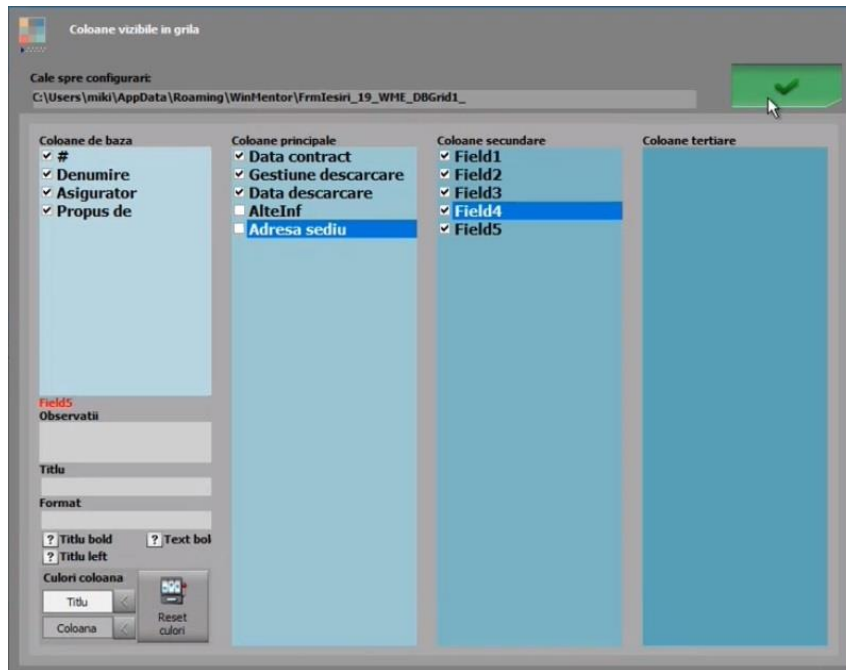 Coloane vizibile in grila
Cale spre configurari:
C:\Users\miki\AppData\Roaming\WinMentor\FrmIesiri_19_WME_DBGrid1_
Coloane de baza
#
Denumire
Asigurator
Propus de
Field5
Observatii
Titlu
Format
? Titlu bold ? Text bol
? Titlu left
Culori coloana
Titlu <
Coloana <
Reset
culori
Coloane principale
Data contract
Gestiune descarcare
Data descarcare
AlteInf
Adresa sediu
Coloane secundare
Field1
Field2
Field3
Field4
Field5
Coloane tertiare